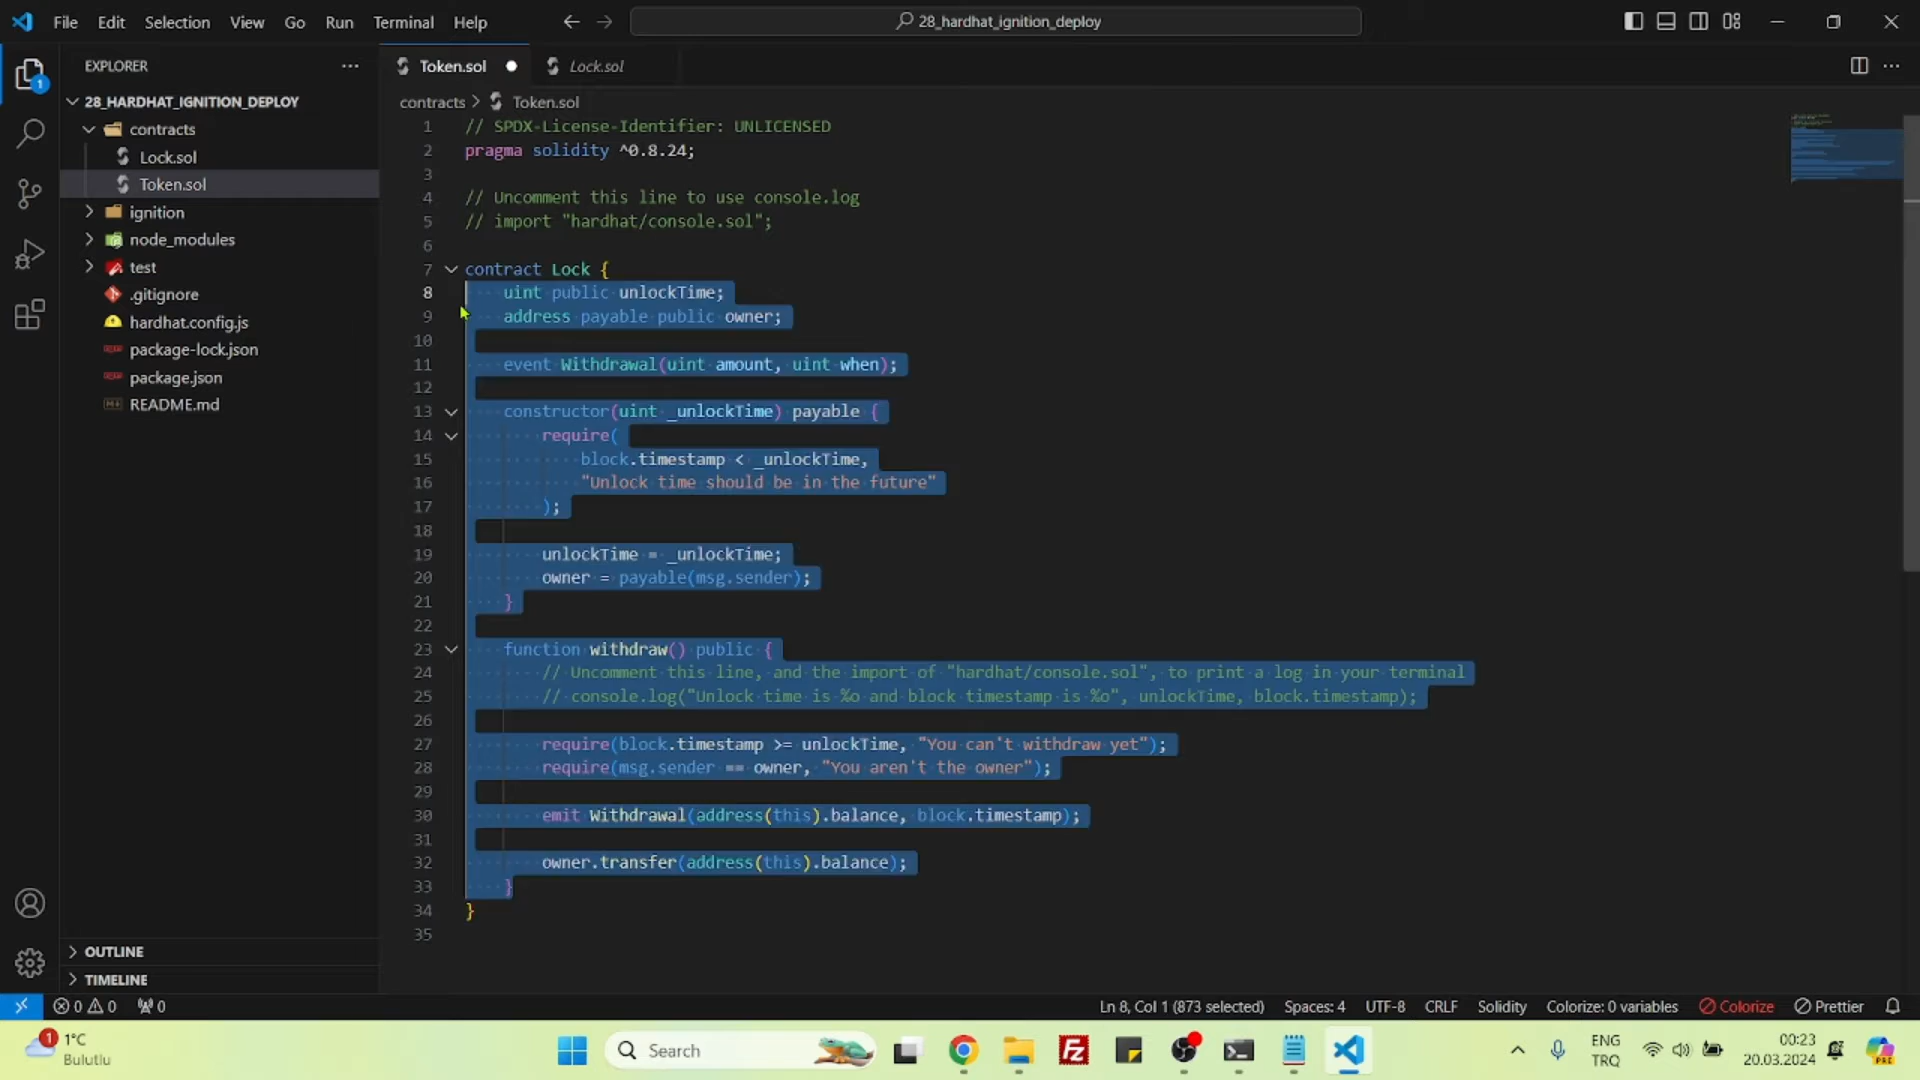 File Edit Selection View Go Run Terminal Help
28_hardhat_ignition_deploy
EXPLORER
28_HARDHAT_IGNITION_DEPLOY
contracts
Lock.sol
Token.sol
ignition
node_modules
test
.gitignore
hardhat.config.js
package-lock.json
package.json
README.md
OUTLINE
TIMELINE
1
Token.sol
Lock.sol
contracts > Token.sol
1 // SPDX-License-Identifier: UNLICENSED
2 pragma solidity ^0.8.24;
3
4 // Uncomment this line to use console.log
5 // import "hardhat/console.sol";
6
7 contract Lock {
8 uint public unlockTime;
9 address payable public owner;
10
11 event Withdrawal(uint amount, uint when);
12
13 constructor(uint _unlockTime) payable {
14 require(
15 block.timestamp < _unlockTime,
16 "Unlock time should be in the future"
17 );
18
19 unlockTime = _unlockTime;
20 owner = payable(msg.sender);
21 }
22
23 function withdraw() public {
24 // Uncomment this line, and the import of "hardhat/console.sol", to print a log in your terminal
25 // console.log("Unlock time is %o and block timestamp is %o", unlockTime, block.timestamp);
26
27 require(block.timestamp >= unlockTime, "You can't withdraw yet");
28 require(msg.sender == owner, "You aren't the owner");
29
30 emit Withdrawal(address(this).balance, block.timestamp);
31
32 owner.transfer(address(this).balance);
33 }
34 }
35
0 0 0 Ln 8, Col 1 (873 selected) Spaces: 4 UTF-8 CRLF Solidity Colorize: 0 variables Colorize Prettier
1 1°C
Bulutlu
Search
ENG
TRQ
00:23
20.03.2024
PRE